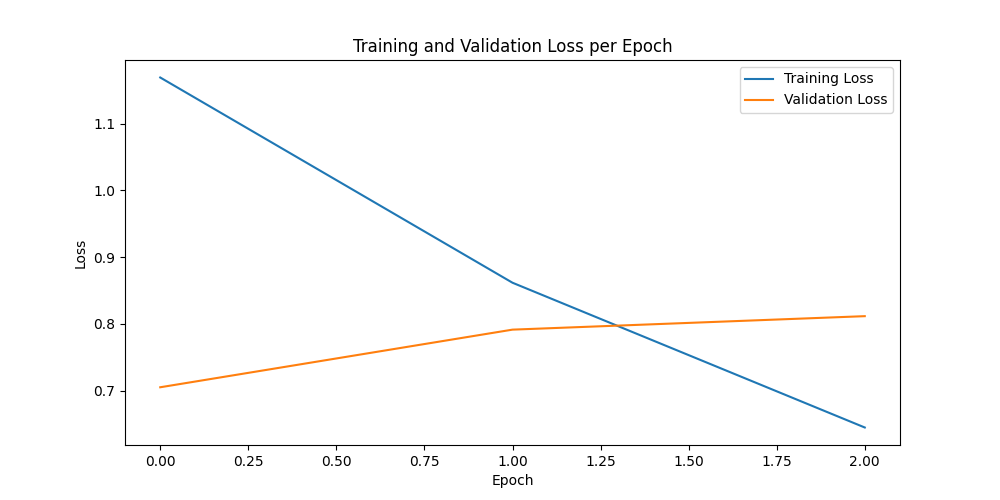 Training and Validation Loss per Epoch
Training Loss
Validation Loss
1.1
1.0
0.9
0.8
0.7
Loss
0.00 0.25 0.50 0.75 1.00 1.25 1.50 1.75 2.00
Epoch